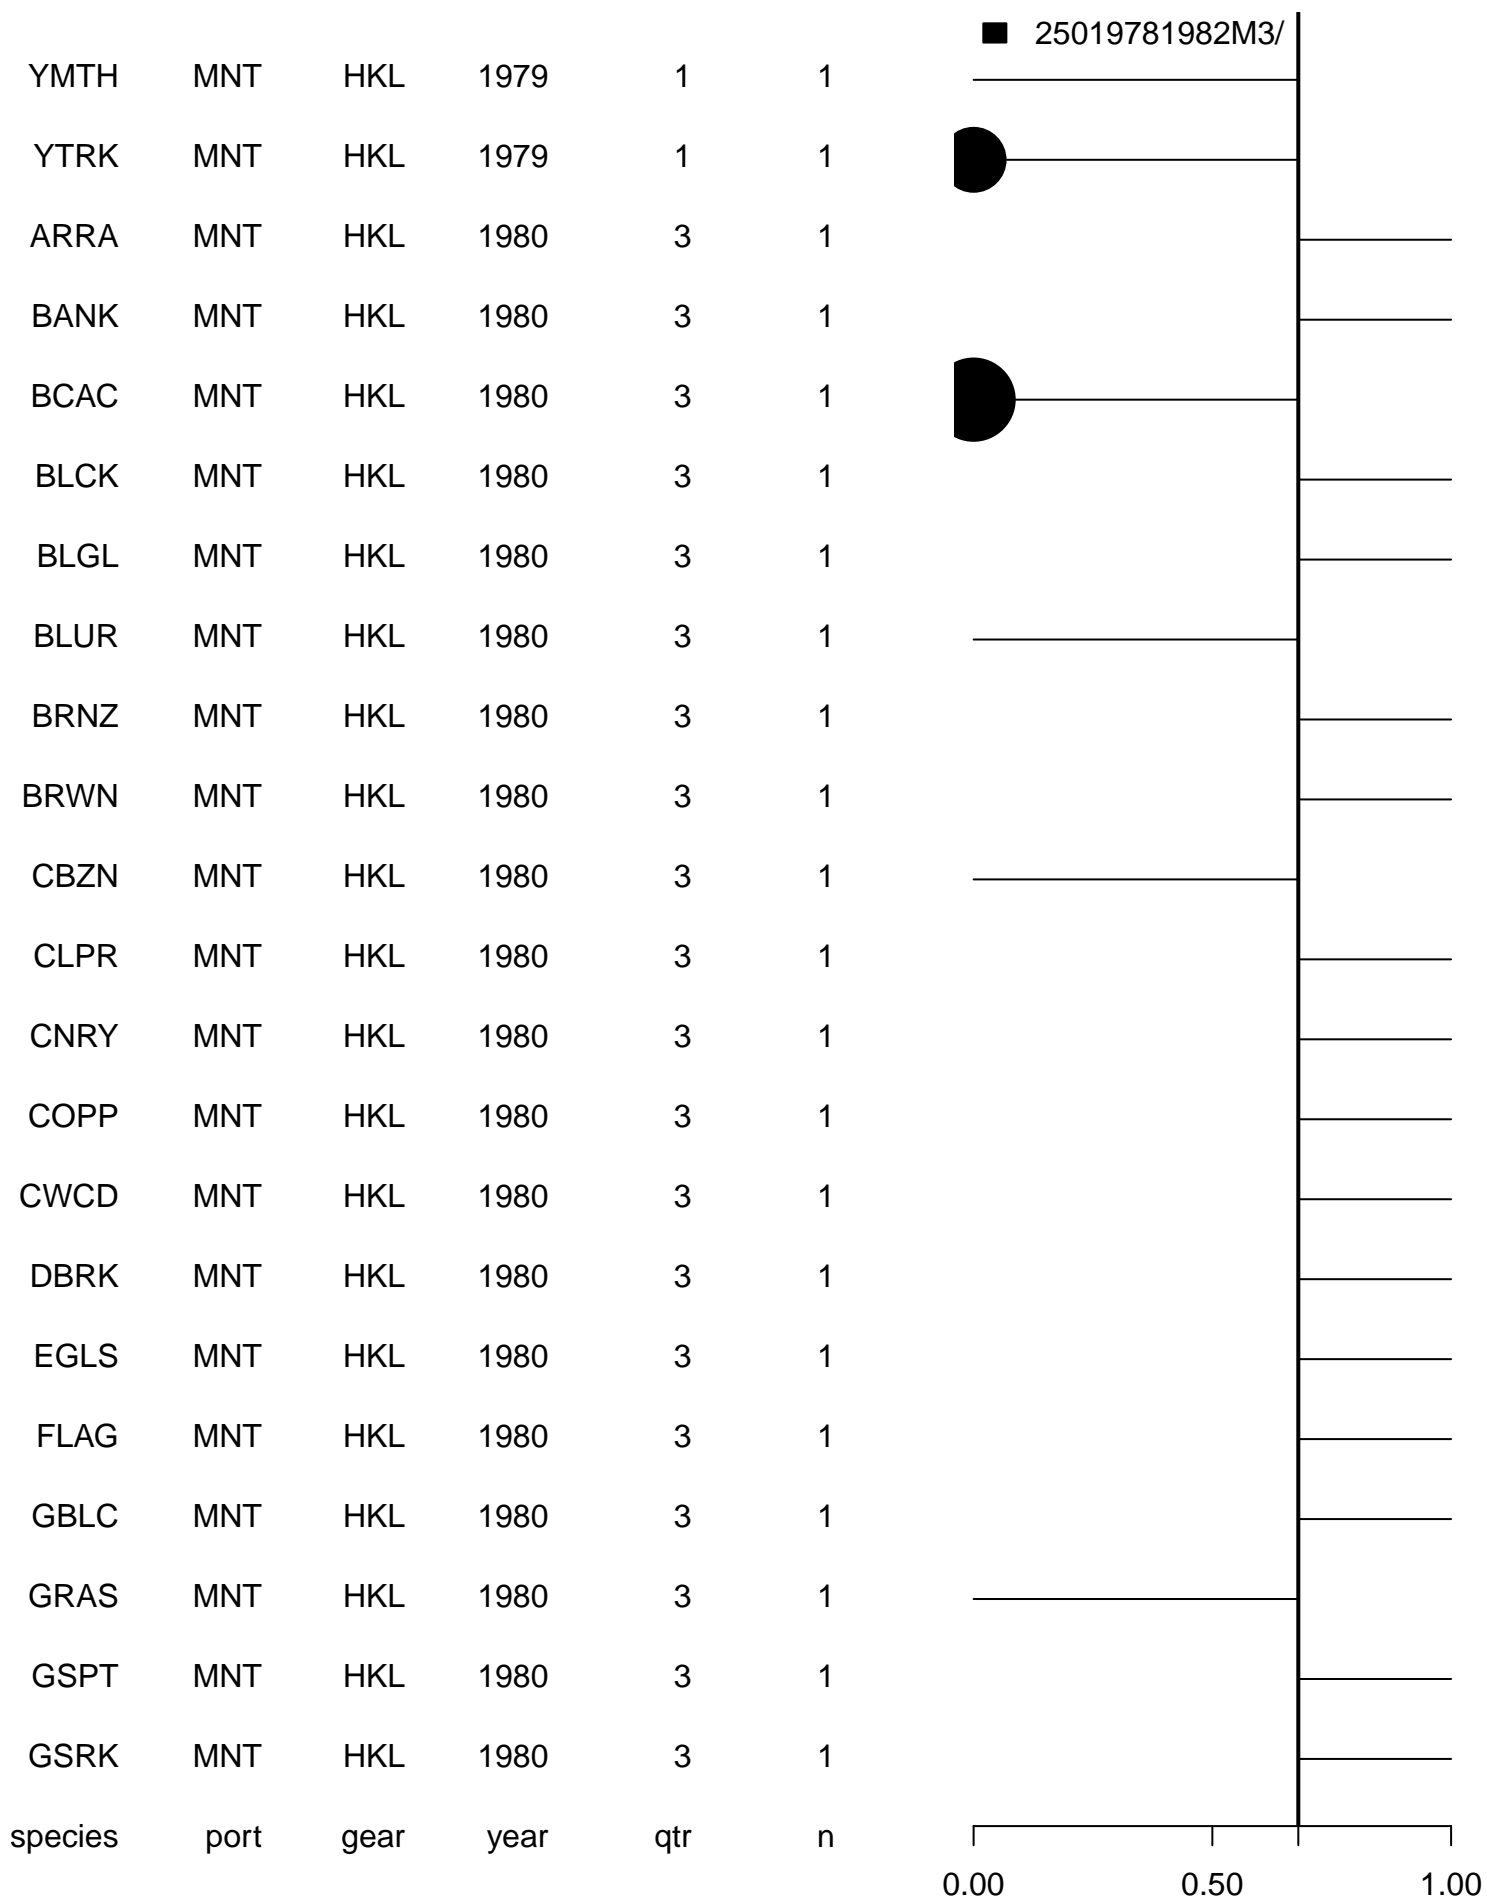 25019781982M3/
YMTH MNT HKL 1979 1 1
YTRK MNT HKL 1979 1 1
ARRA MNT HKL 1980 3 1
BANK MNT HKL 1980 3 1
BCAC MNT HKL 1980 3 1
BLCK MNT HKL 1980 3 1
BLGL MNT HKL 1980 3 1
BLUR MNT HKL 1980 3 1
BRNZ MNT HKL 1980 3 1
BRWN MNT HKL 1980 3 1
CBZN MNT HKL 1980 3 1
CLPR MNT HKL 1980 3 1
CNRY MNT HKL 1980 3 1
COPP MNT HKL 1980 3 1
CWCD MNT HKL 1980 3 1
DBRK MNT HKL 1980 3 1
EGLS MNT HKL 1980 3 1
FLAG MNT HKL 1980 3 1
GBLC MNT HKL 1980 3 1
GRAS MNT HKL 1980 3 1
GSPT MNT HKL 1980 3 1
GSRK MNT HKL 1980 3 1
species port gear year qtr n
0.00 0.50 1.00